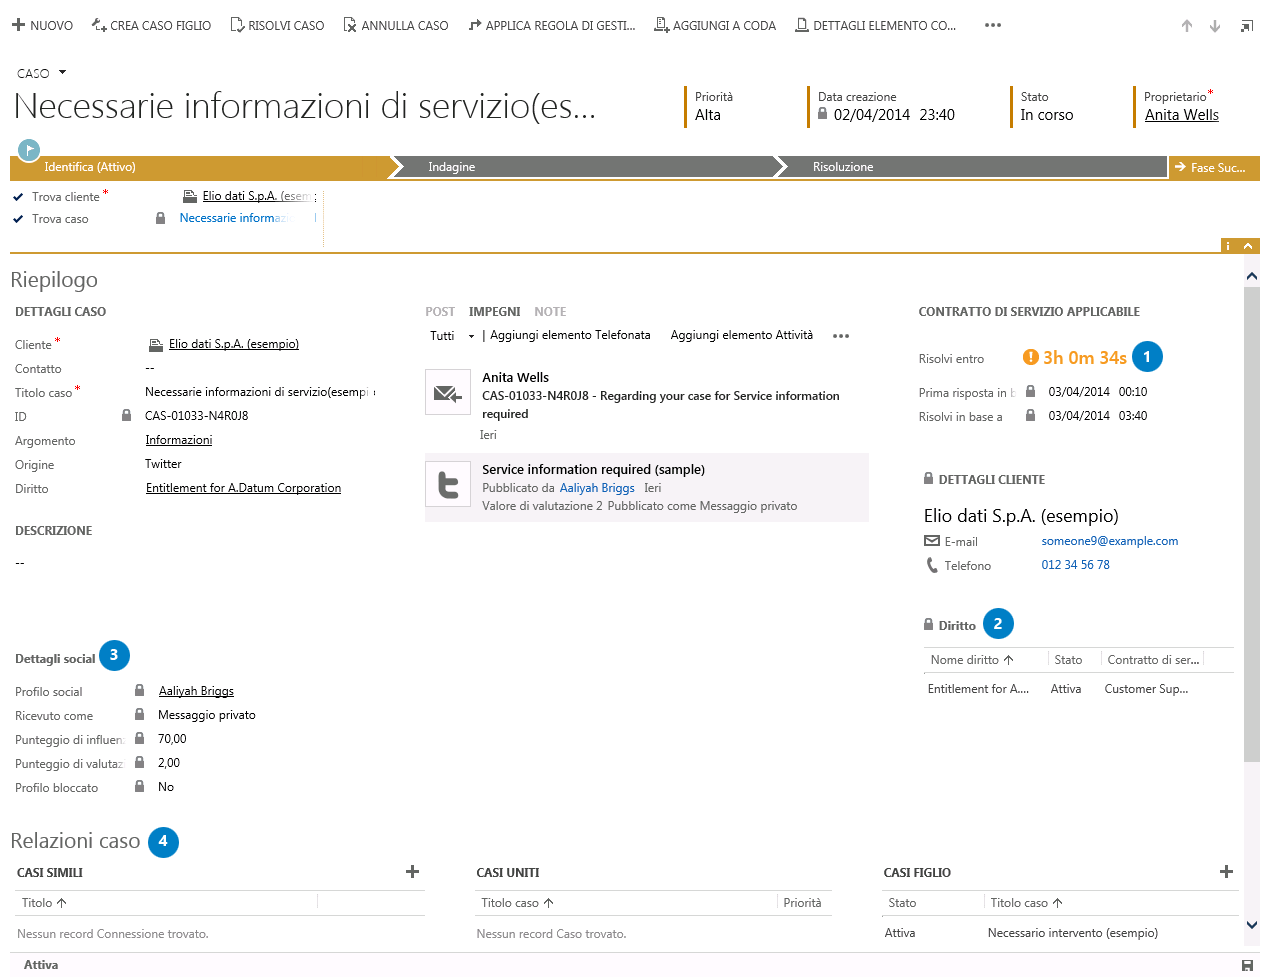 NUOVO CREA CASO FIGLIO RISOLVI CASO ANNULLA CASO APPLICA REGOLA DI GESTI... AGGIUNGI A CODA DETTAGLI ELEMENTO CO... •••
CASO
Necessarie informazioni di servizio(es...
Priorità
Alta
Data creazione
02/04/2014 23:40
Stato
In corso
Proprietario*
Anita Wells
Identifica (Attivo) Indagine Risoluzione Fase Suc...
Trova cliente* Elio dati S.p.A. (esem
Trova caso Necessarie informaz
i
Riepilogo
DETTAGLI CASO
Cliente* Elio dati S.p.A. (esempio)
Contatto --
Titolo caso* Necessarie informazioni di servizio(esempi
ID CAS-01033-N4R0J8
Argomento Informazioni
Origine Twitter
Diritto Entitlement for A.Datum Corporation
DESCRIZIONE
--
Dettagli social 3
Profilo social Aaliyah Briggs
Ricevuto come Messaggio privato
Punteggio di influen 70,00
Punteggio di valutaz 2,00
Profilo bloccato No
POST IMPEGNI NOTE
Tutti | Aggiungi elemento Telefonata Aggiungi elemento Attività •••
Anita Wells
CAS-01033-N4R0J8 - Regarding your case for Service information
required
Ieri
Service information required (sample)
Pubblicato da Aaliyah Briggs Ieri
Valore di valutazione 2 Pubblicato come Messaggio privato
CONTRATTO DI SERVIZIO APPLICABILE
Risolvi entro 3h 0m 34s 1
Prima risposta in b 03/04/2014 00:10
Risolvi in base a 03/04/2014 03:40
DETTAGLI CLIENTE
Elio dati S.p.A. (esempio)
E-mail someone9@example.com
Telefono 012 34 56 78
Diritto 2
Nome diritto Stato Contratto di ser...
Entitlement for A.... Attiva Customer Sup...
Relazioni caso 4
CASI SIMILI
Titolo
Nessun record Connessione trovato.
CASI UNITI
Titolo caso Priorità
Nessun record Caso trovato.
CASI FIGLIO
Stato Titolo caso
Attiva Necessario intervento (esempio)
Attiva